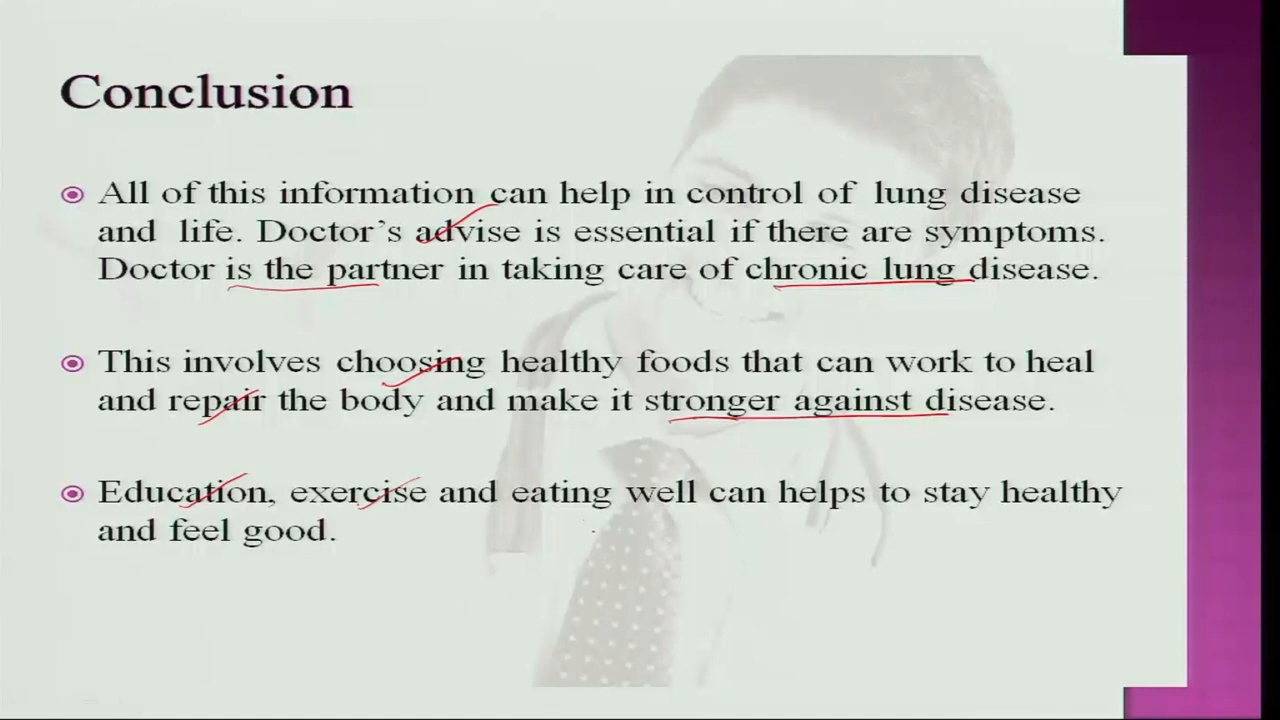 Conclusion
All of this information can help in control of lung disease
and life. Doctor's advise is essential if there are symptoms.
Doctor is the partner in taking care of chronic lung disease.
This involves choosing healthy foods that can work to heal
and repair the body and make it stronger against disease.
Education, exercise and eating well can helps to stay healthy
and feel good.